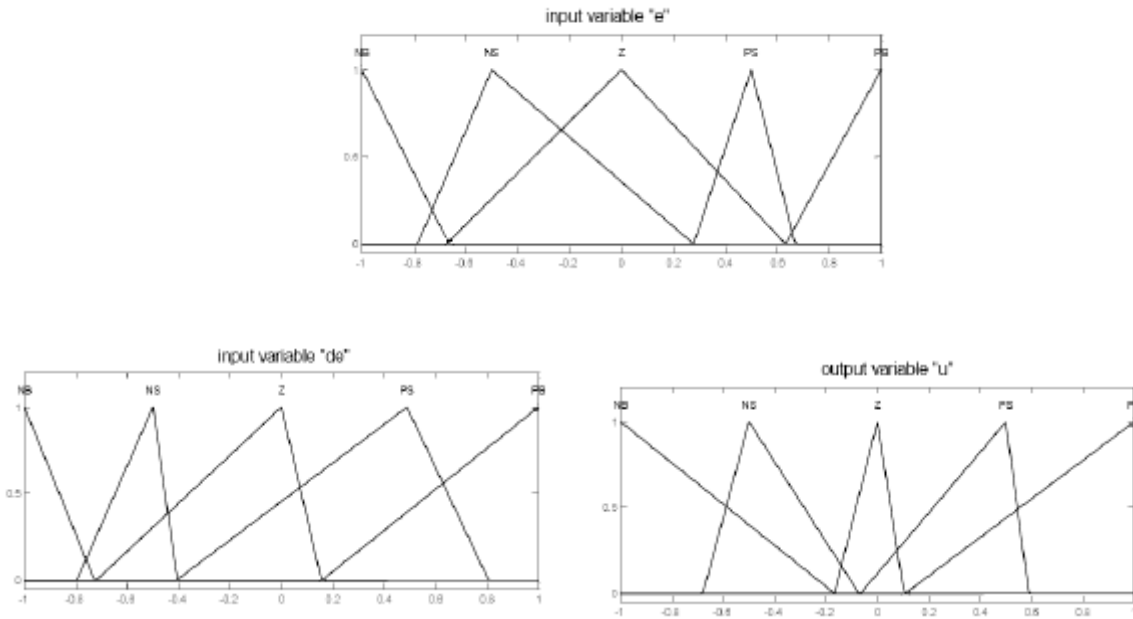 input variable "e"
NB NS Z PS PB
1
0.5
0
-1 -0.8 -0.6 -0.4 -0.2 0 0.2 0.4 0.6 0.8 1
input variable "de"
NB NS Z PS PB
1
0.5
0
-1 -0.8 -0.6 -0.4 -0.2 0 0.2 0.4 0.6 0.8 1
output variable "u"
NB NS Z PS P
1
0.5
0
-1 -0.8 -0.6 -0.4 -0.2 0 0.2 0.4 0.6 0.8 1